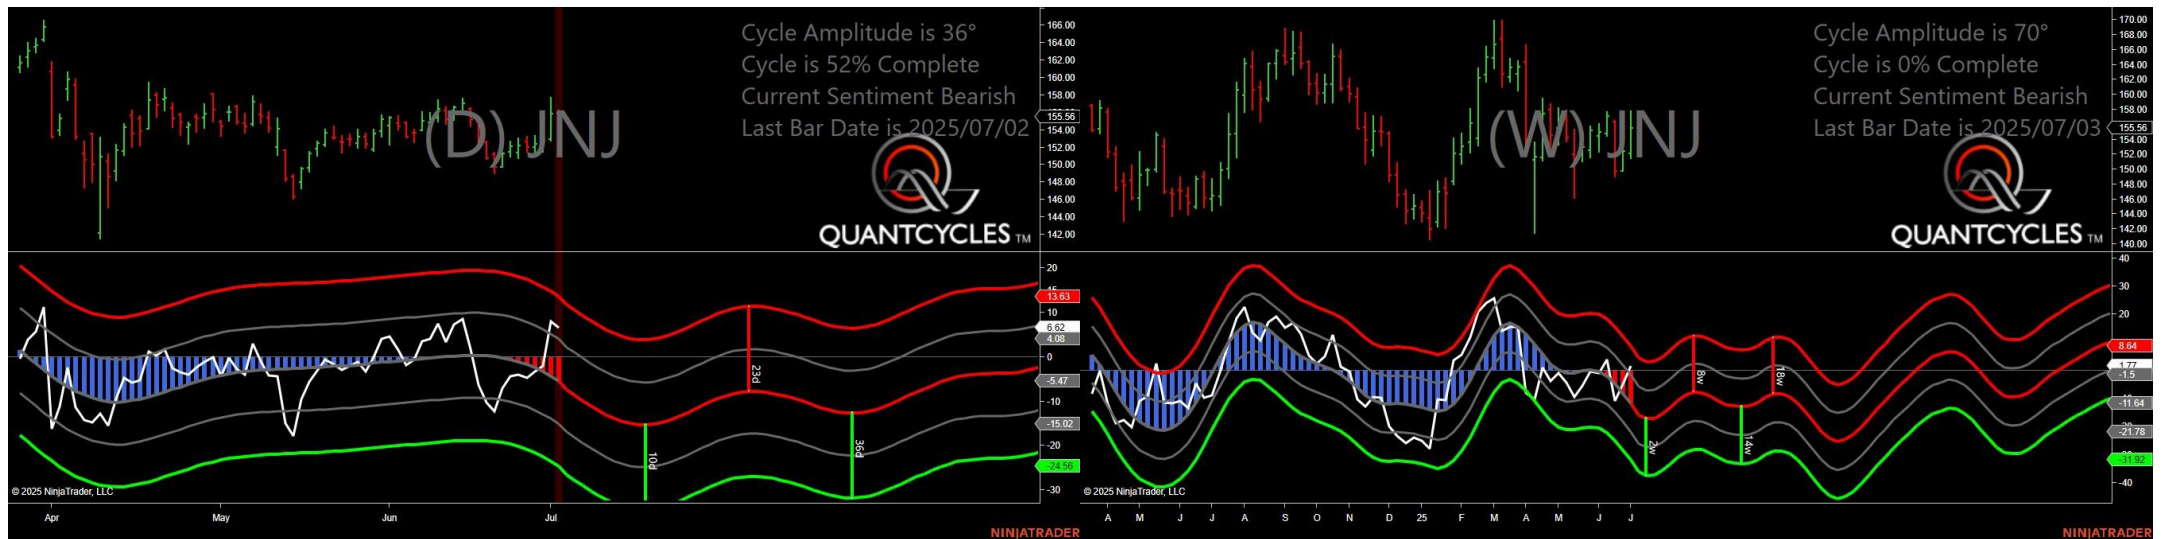 Cycle Amplitude is 36°
Cycle is 52% Complete
Current Sentiment Bearish
Last Bar Date is 2025/07/02
(D) JNJ
QUANTCYCLES TM
166.00
164.00
162.00
160.00
158.00
155.56
154.00
152.00
150.00
148.00
146.00
144.00
142.00
20
13.63
10
6.62
4.08
0
-5.47
-10
-15.02
-20
-24.56
-30
10d
23d
36d
© 2025 NinjaTrader, LLC
Apr May Jun Jul
NINJATRADER
Cycle Amplitude is 70°
Cycle is 0% Complete
Current Sentiment Bearish
Last Bar Date is 2025/07/03
(W) JNJ
QUANTCYCLES TM
170.00
168.00
166.00
164.00
162.00
160.00
158.00
155.56
154.00
152.00
150.00
148.00
146.00
144.00
142.00
140.00
40
30
20
8.64
1.77
-1.5
-11.64
-21.78
-31.92
-40
2w
8w
14w
18w
© 2025 NinjaTrader, LLC
A M J J A S O N D 25 F M A M J J
NINJATRADER